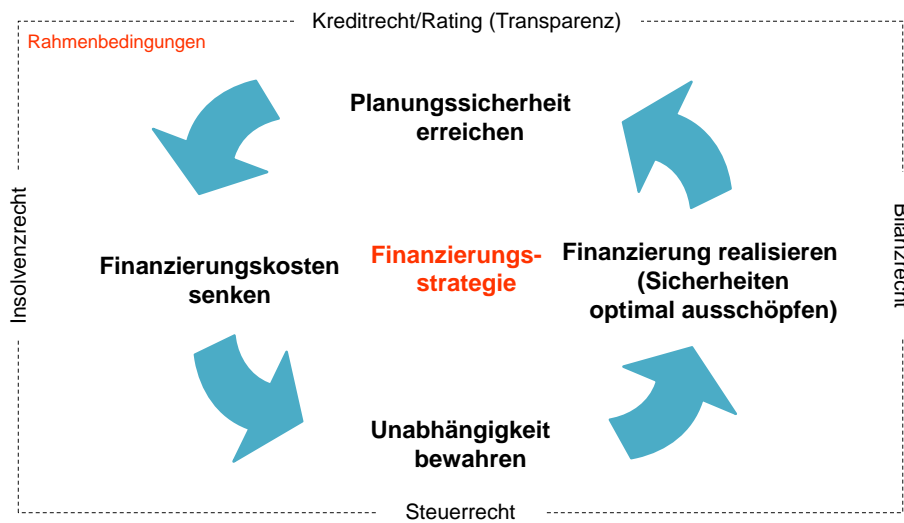 Kreditrecht/Rating (Transparenz)
Rahmenbedingungen
Planungssicherheit
erreichen
Insolvenzrecht
Finanzierungskosten
senken
Finanzierungs-
strategie
Finanzierung realisieren
(Sicherheiten
optimal ausschöpfen)
Bilanzrecht
Unabhängigkeit
bewahren
Steuerrecht